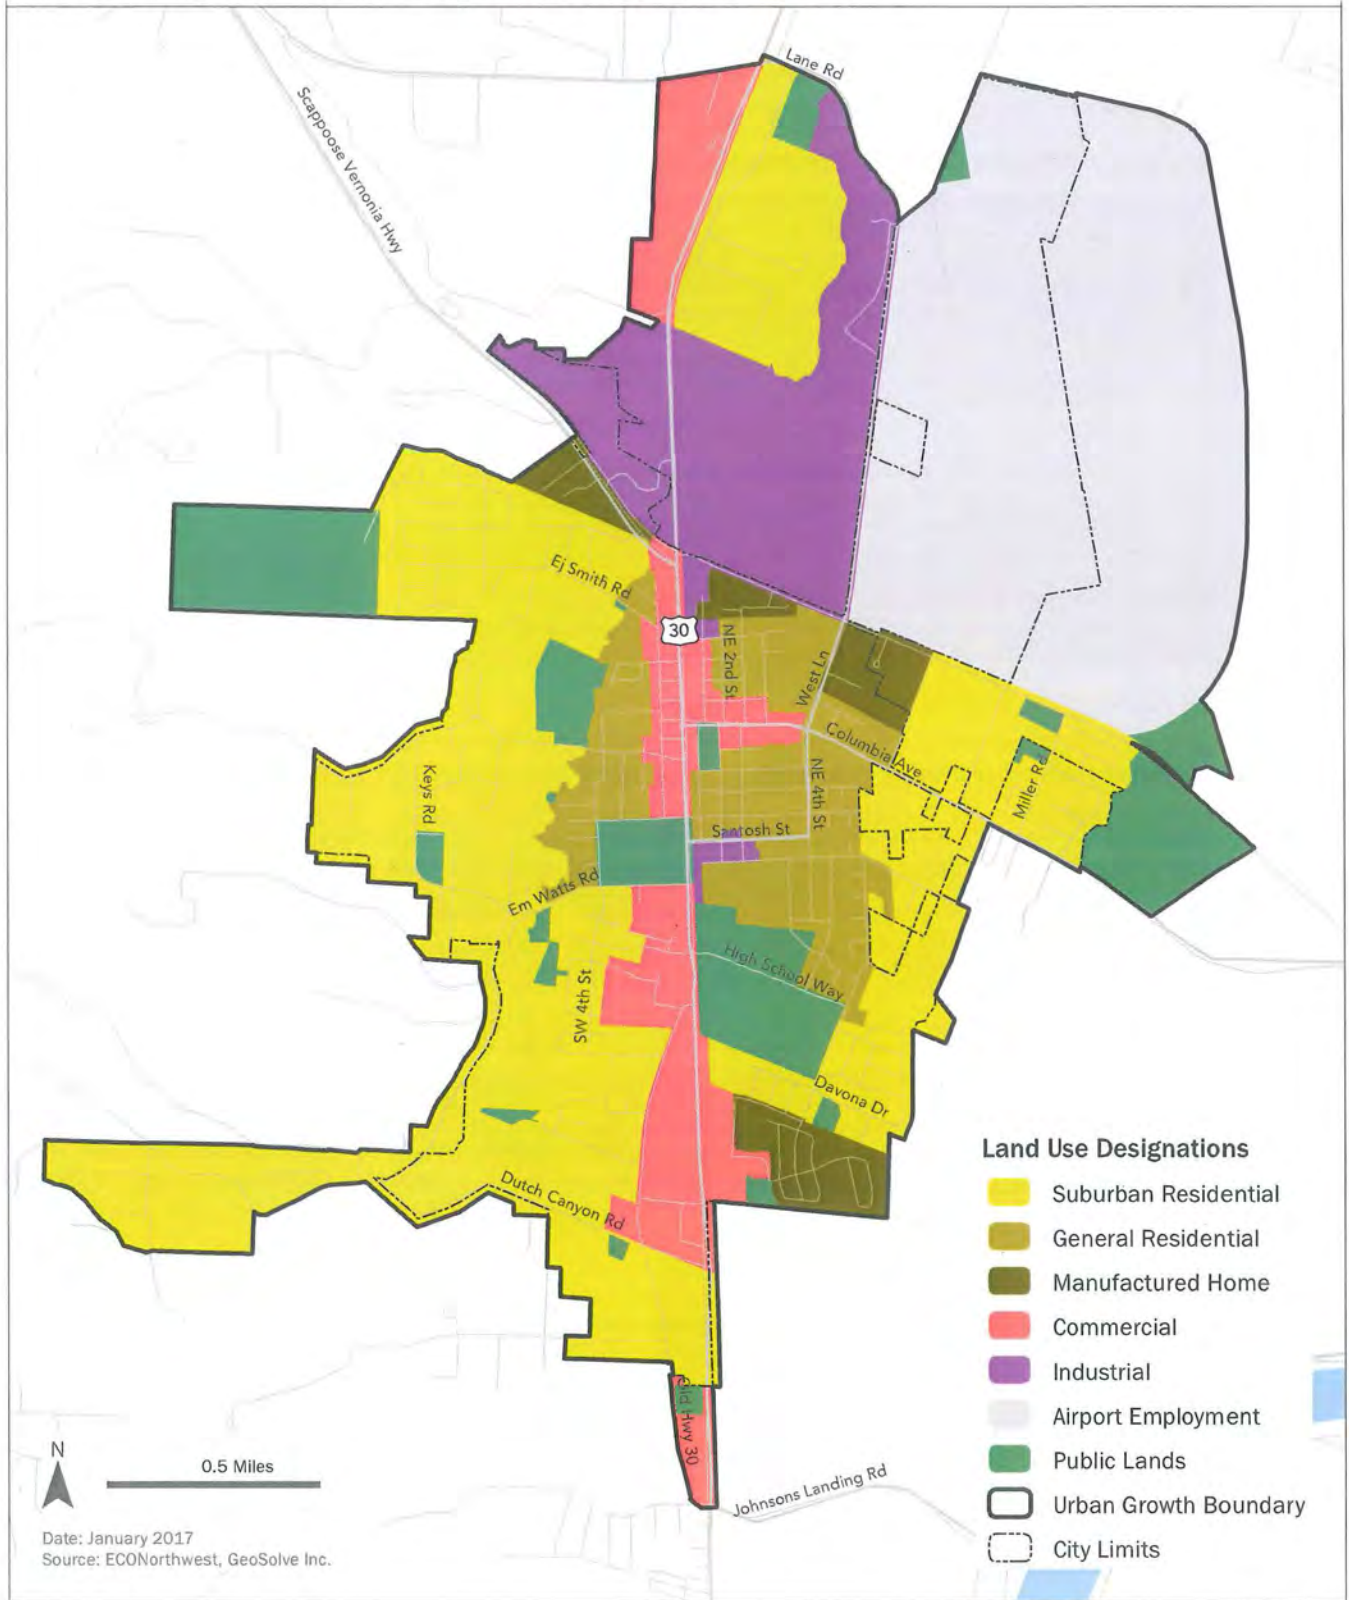 Lane Rd
Scappoose Vernonia Hwy
Ej Smith Rd
30
NE 2nd St
West Ln
Columbia Ave
Keys Rd
NE 4th St
Miller Rd
Santosh St
Em Watts Rd
High School Way
SW 4th St
Davona Dr
Dutch Canyon Rd
Old Hwy 30
Johnsons Landing Rd
Land Use Designations
Suburban Residential
General Residential
Manufactured Home
Commercial
Industrial
Airport Employment
Public Lands
Urban Growth Boundary
City Limits
N
0.5 Miles
Date: January 2017
Source: ECONorthwest, GeoSolve Inc.